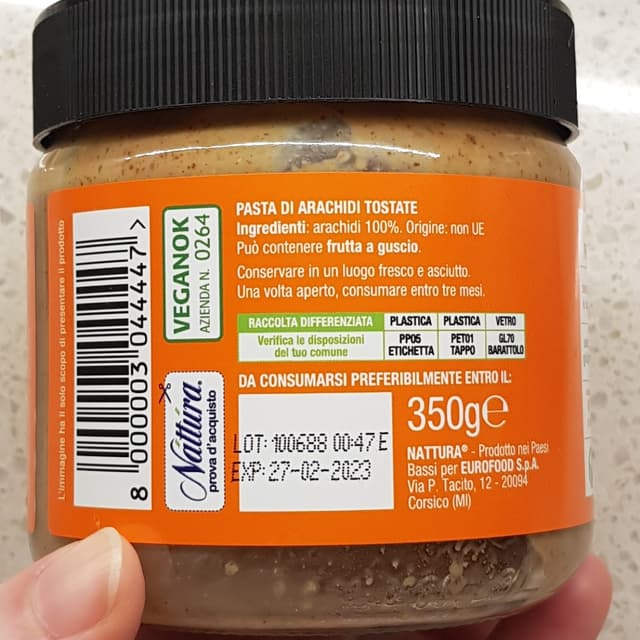 PASTA DI ARACHIDI TOSTATE
Ingredienti: arachidi 100%. Origine: non UE
Può contenere frutta a guscio.
Conservare in un luogo fresco e asciutto.
Una volta aperto, consumare entro tre mesi.
RACCOLTA DIFFERENZIATA PLASTICA PLASTICA VETRO
Verifica le disposizioni
del tuo comune
PP05
ETICHETTA
PET01
TAPPO
GL70
BARATTOLO
DA CONSUMARSI PREFERIBILMENTE ENTRO IL:
LOT: 100688 00:47 E
EXP: 27-02-2023
350g℮
NATTURA® - Prodotto nei Paesi
Bassi per EUROFOOD S.p.A.
Via P. Tacito, 12 - 20094
Corsico (MI)
VEGANOK
AZIENDA N. 0264
Nattúra.
prova d'acquisto
8 000003 044447 >
L'immagine ha il solo scopo di presentare il prodotto